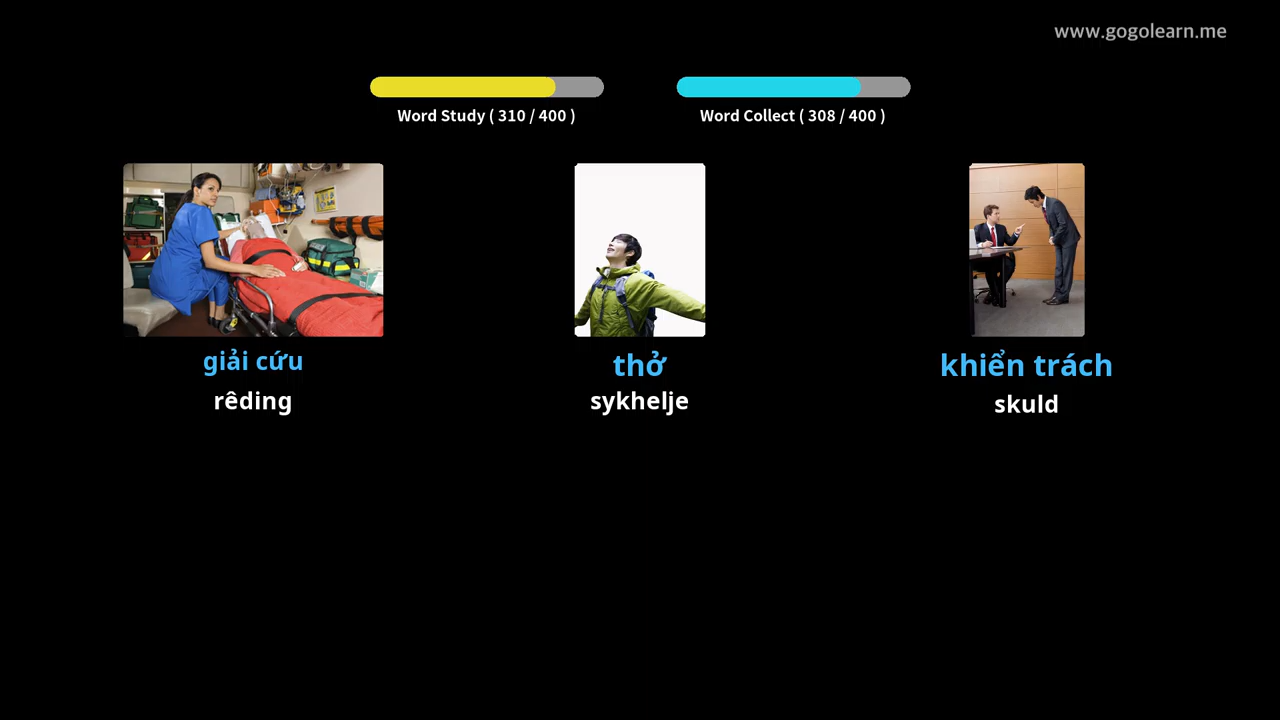 www.gogolearn.me
Word Study ( 310 / 400 )
Word Collect ( 308 / 400 )
giải cứu
rêding
thở
sykhelje
khiển trách
skuld